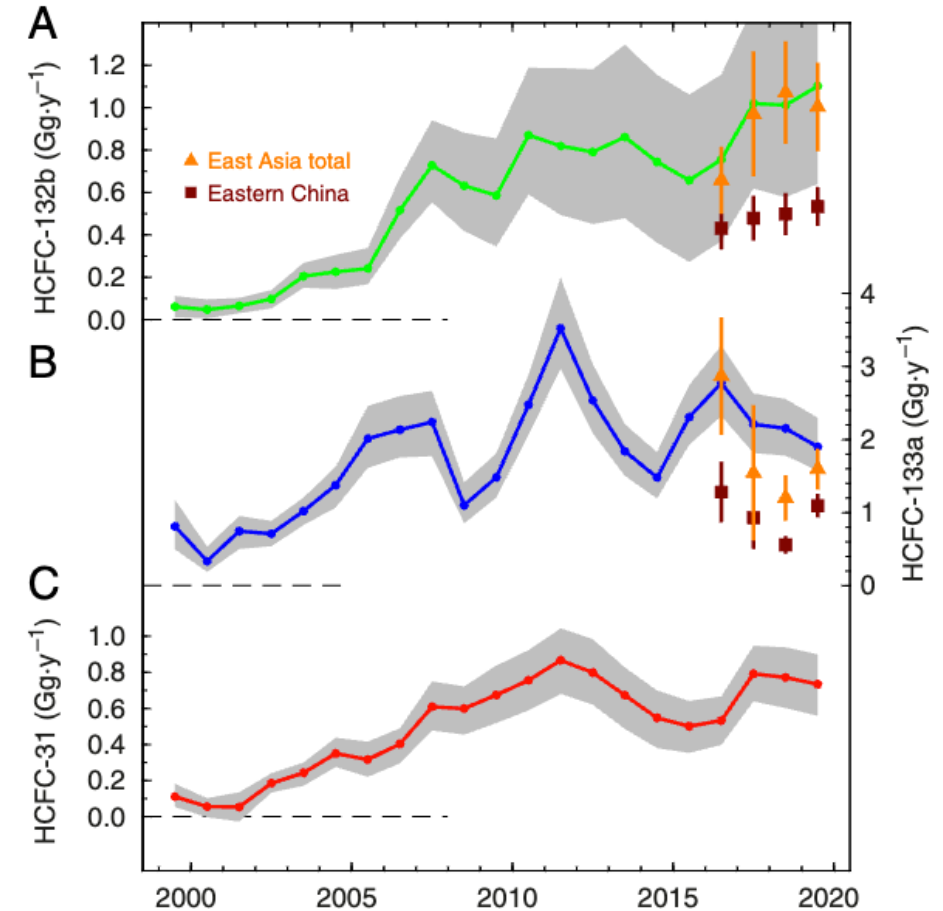 A
HCFC-132b (Gg·y⁻¹)
1.2
1.0
0.8
0.6
0.4
0.2
0.0
East Asia total
Eastern China
B
HCFC-133a (Gg·y⁻¹)
4
3
2
1
0
C
HCFC-31 (Gg·y⁻¹)
1.0
0.8
0.6
0.4
0.2
0.0
2000 2005 2010 2015 2020